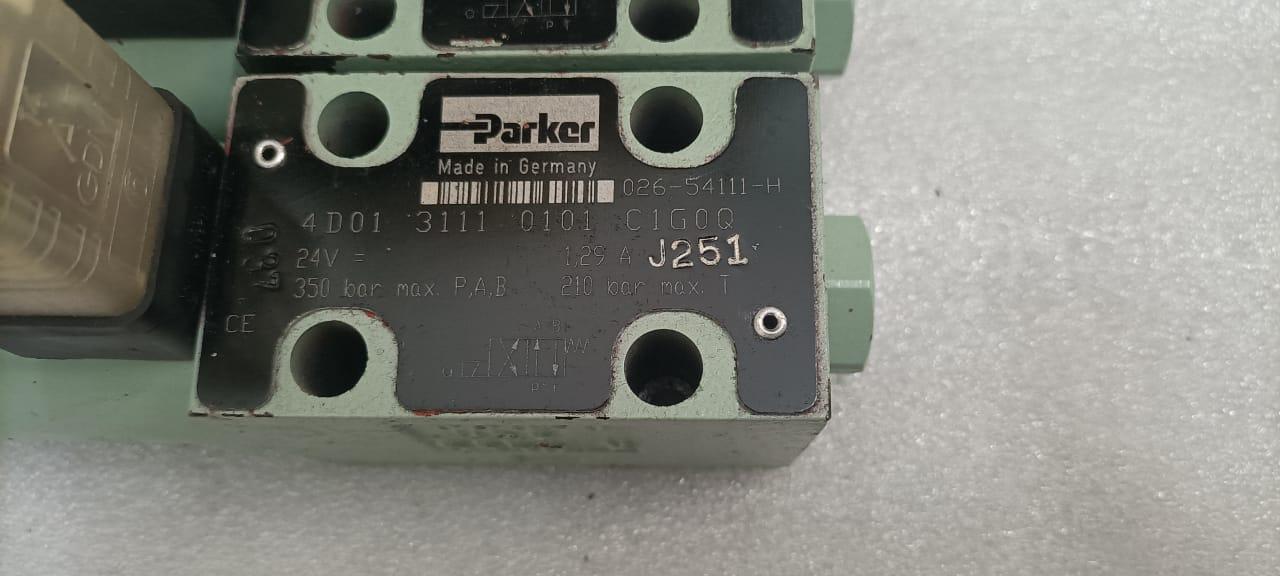 P T
Parker
Made in Germany
026-54111-H
4D01 3111 0101 C1G0Q
24V = 1,29 A J251
350 bar max. P,A,B 210 bar max. T
CE
A B
P T
GDM